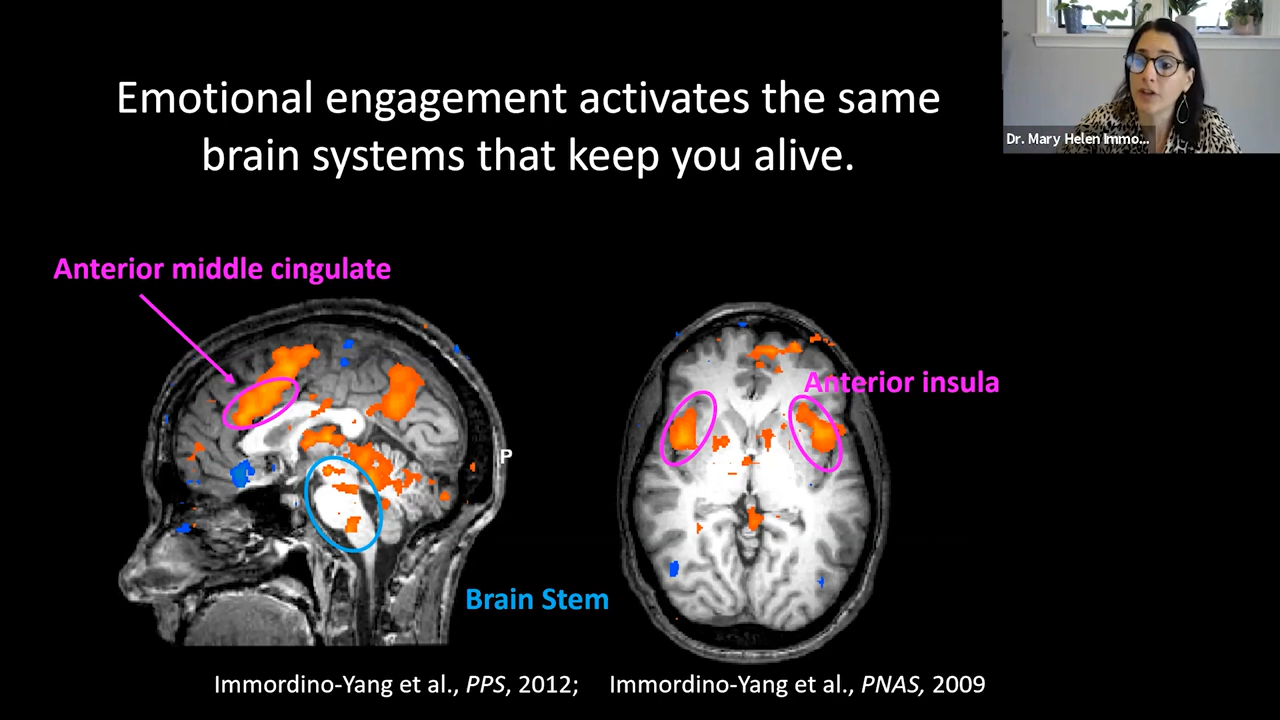 Emotional engagement activates the same
brain systems that keep you alive.
Dr. Mary Helen Immo...
Anterior middle cingulate
Anterior insula
P
Brain Stem
Immordino-Yang et al., PPS, 2012; Immordino-Yang et al., PNAS, 2009